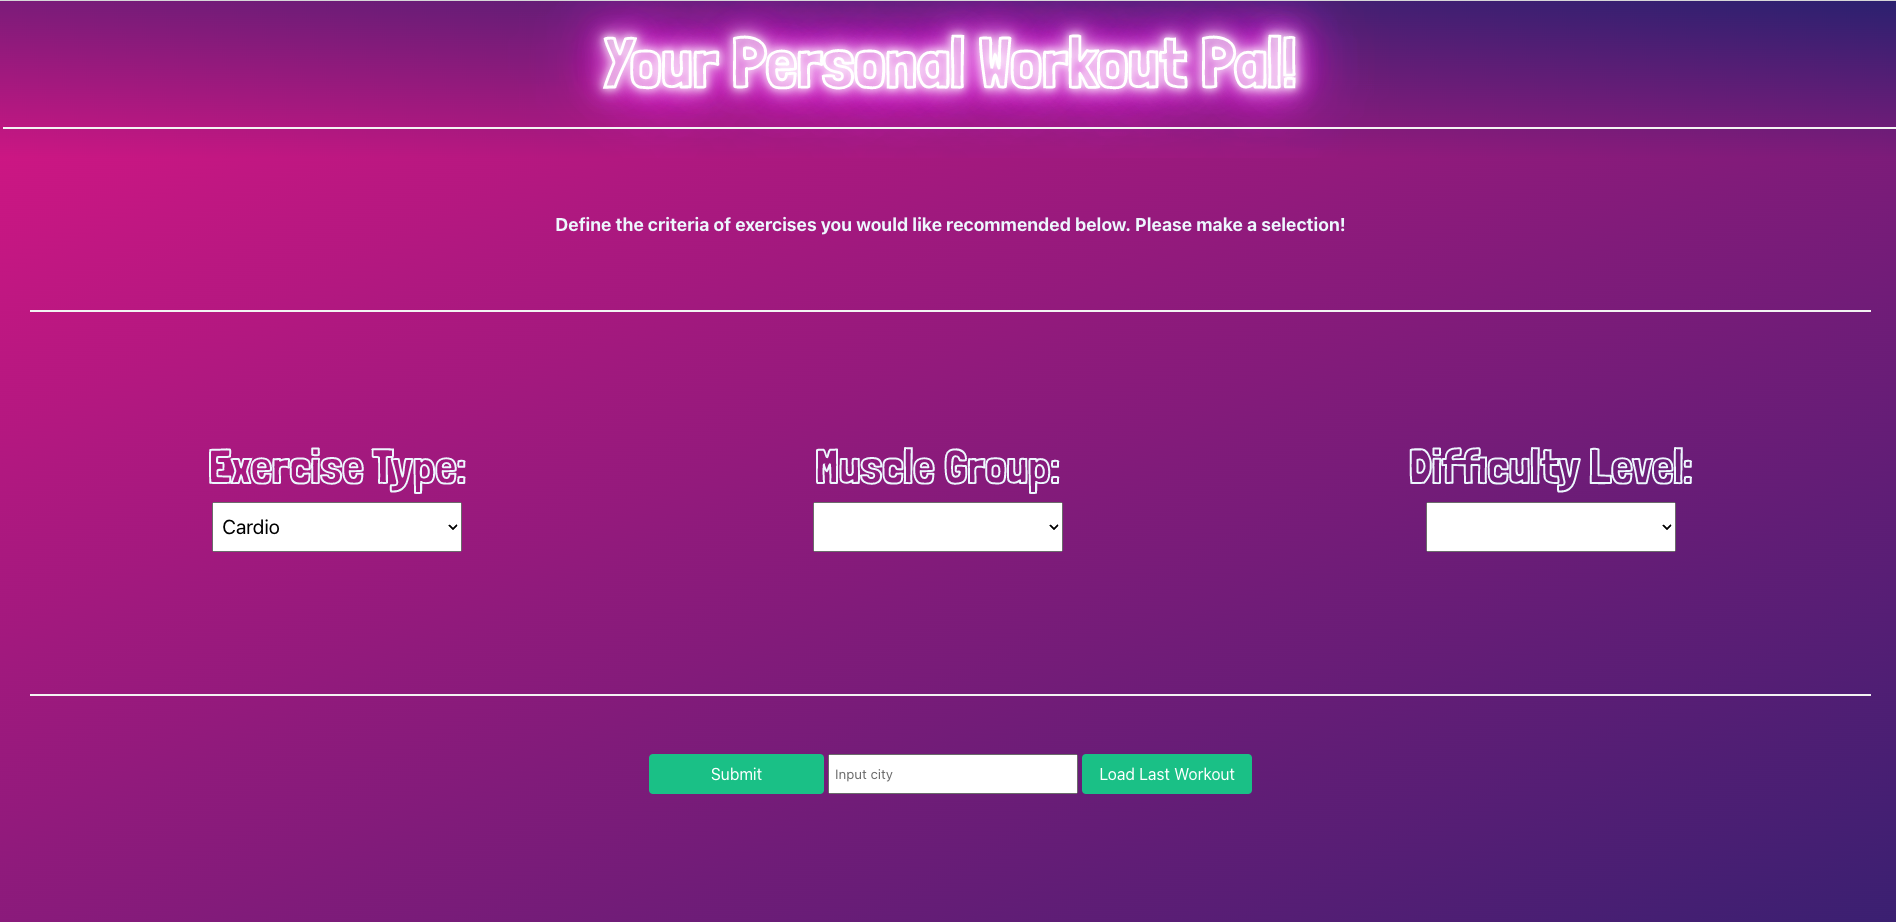 Your Personal Workout Pal!
Define the criteria of exercises you would like recommended below. Please make a selection!
Exercise Type: Muscle Group: Difficulty Level:
Cardio
Submit Input city Load Last Workout